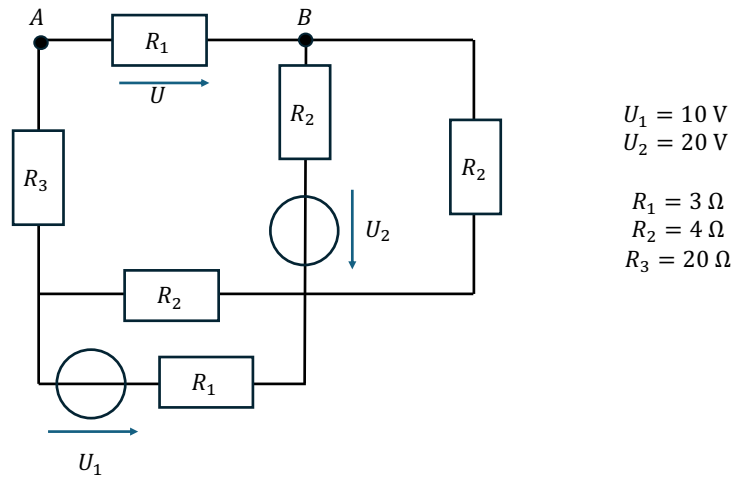 A
B
R₁
U
R₂
U₁ = 10 V
U₂ = 20 V
R₃
R₂
R₁ = 3 Ω
R₂ = 4 Ω
R₃ = 20 Ω
U₂
R₂
R₁
U₁